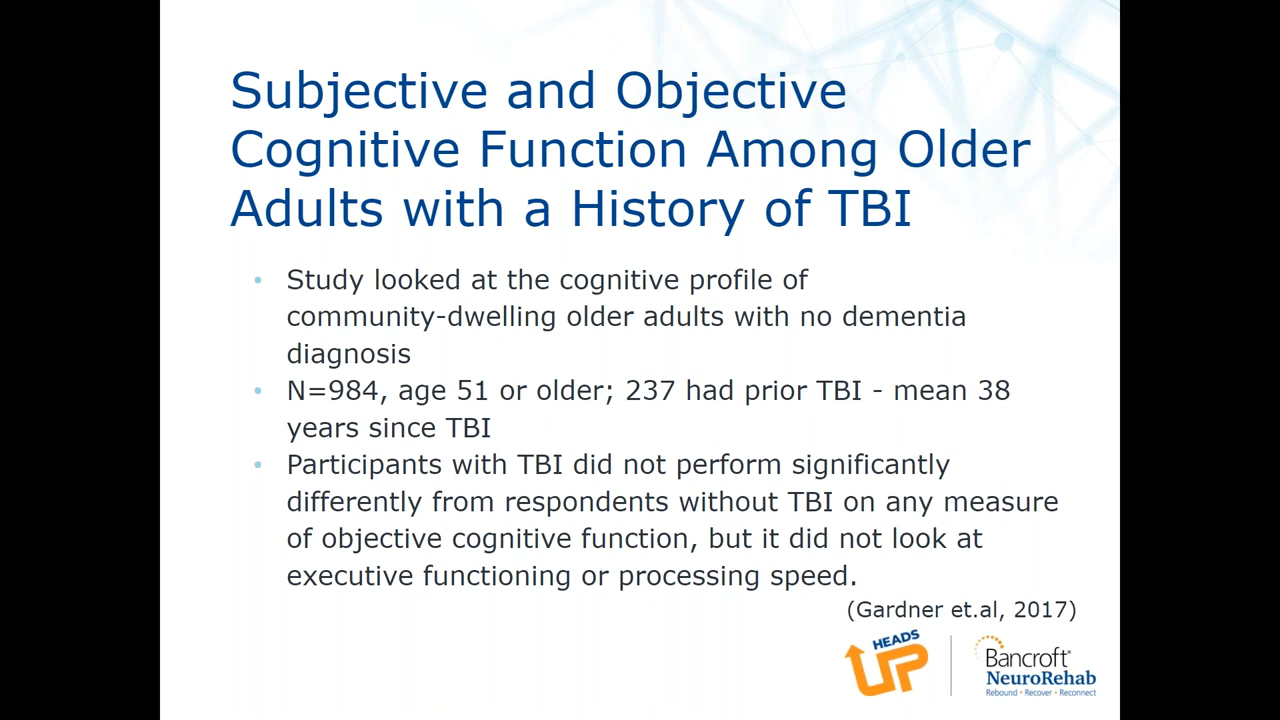 Subjective and Objective
Cognitive Function Among Older
Adults with a History of TBI
• Study looked at the cognitive profile of
community-dwelling older adults with no dementia
diagnosis
• N=984, age 51 or older; 237 had prior TBI - mean 38
years since TBI
• Participants with TBI did not perform significantly
differently from respondents without TBI on any measure
of objective cognitive function, but it did not look at
executive functioning or processing speed.
(Gardner et.al, 2017)
HEADS
UP
Bancroft®
NeuroRehab
Rebound • Recover • Reconnect